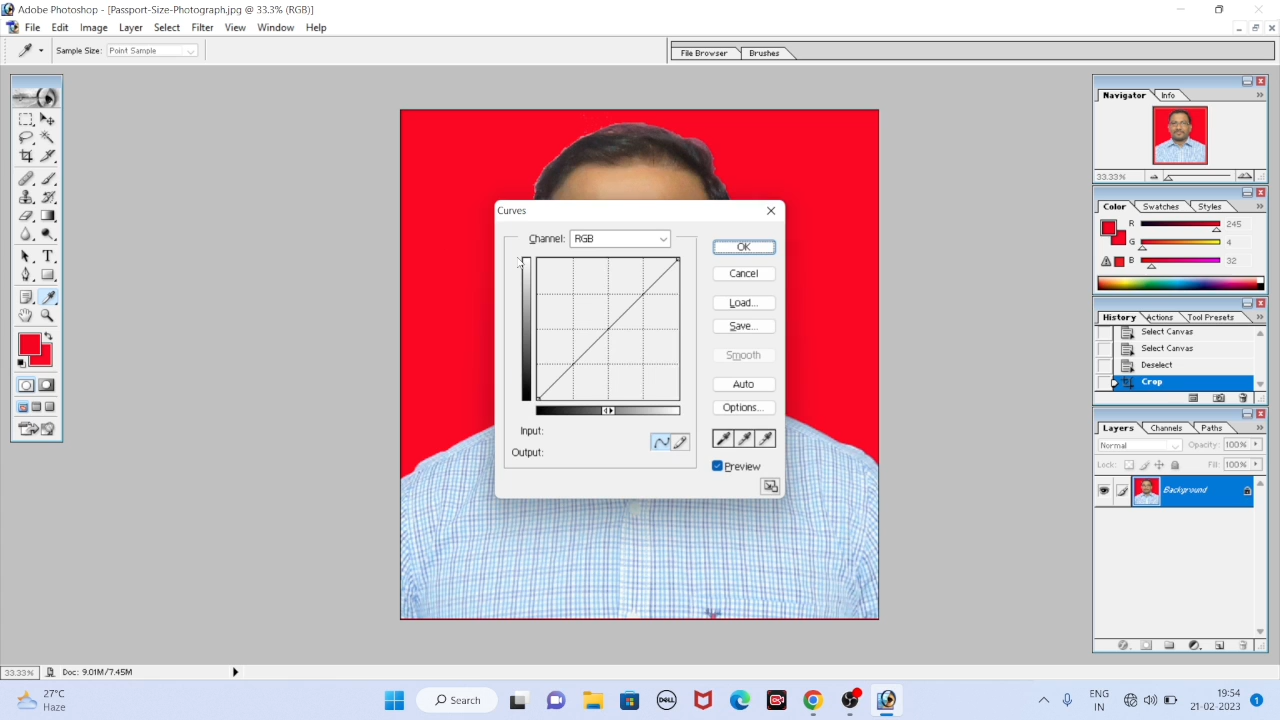 Adobe Photoshop - [Passport-Size-Photograph.jpg @ 33.3% (RGB)]
File Edit Image Layer Select Filter View Window Help
Sample Size: Point Sample
File Browser Brushes
Navigator Info
33.33%
Color Swatches Styles
R 245
G 4
B 32
History Actions Tool Presets
Select Canvas
Select Canvas
Deselect
Crop
Layers Channels Paths
Normal Opacity: 100%
Lock: Fill: 100%
Background
Curves
Channel: RGB
OK
Cancel
Load...
Save...
Smooth
Auto
Options...
Input:
Output:
Preview
33.33% Doc: 9.01M/7.45M
27°C
Haze
Search
DELL
ENG
IN
19:54
21-02-2023
1